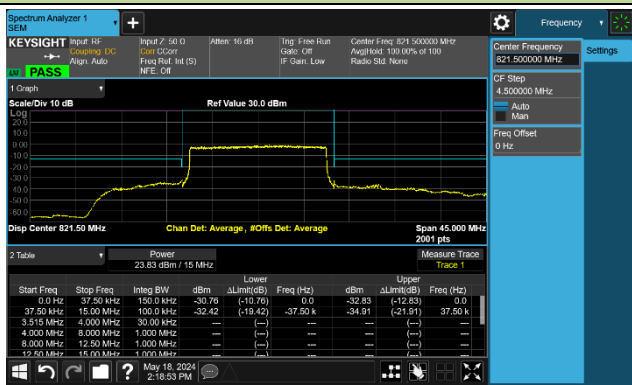 Spectrum Analyzer 1
SEM
Frequency
KEYSIGHT Input: RF
Coupling: DC
Align: Auto
Input Z: 50 Ω
Corr CCorr
Freq Ref: Int (S)
NFE: Off
Atten: 16 dB
Trig: Free Run
Gate: Off
IF Gain: Low
Center Freq: 821.500000 MHz
Avg|Hold: 100.00% of 100
Radio Std: None
PASS
Center Frequency
821.500000 MHz
Settings
CF Step
4.500000 MHz
Auto
Man
Freq Offset
0 Hz
1 Graph
Scale/Div 10 dB
Ref Value 30.0 dBm
Log
20.0
10.0
0.00
-10.0
-20.0
-30.0
-40.0
-50.0
-60.0
Disp Center 821.50 MHz
Chan Det: Average, #Offs Det: Average
Span 45.000 MHz
2001 pts
2 Table
Power
23.83 dBm / 15 MHz
Measure Trace
Trace 1
Lower Upper
Start Freq Stop Freq Integ BW dBm ΔLimit(dB) Freq (Hz) dBm ΔLimit(dB) Freq (Hz)
0.0 Hz 37.50 kHz 150.0 kHz -30.76 (-10.76) 0.0 -32.83 (-12.83) 0.0
37.50 kHz 15.00 MHz 100.0 kHz -32.42 (-19.42) -37.50 k -34.91 (-21.91) 37.50 k
3.515 MHz 4.000 MHz 30.00 kHz --- (---) --- --- (---) ---
4.000 MHz 8.000 MHz 1.000 MHz --- (---) --- --- (---) ---
8.000 MHz 12.50 MHz 1.000 MHz --- (---) --- --- (---) ---
12.50 MHz 15.00 MHz 1.000 MHz --- (---) --- --- (---) ---
May 18, 2024
2:18:53 PM